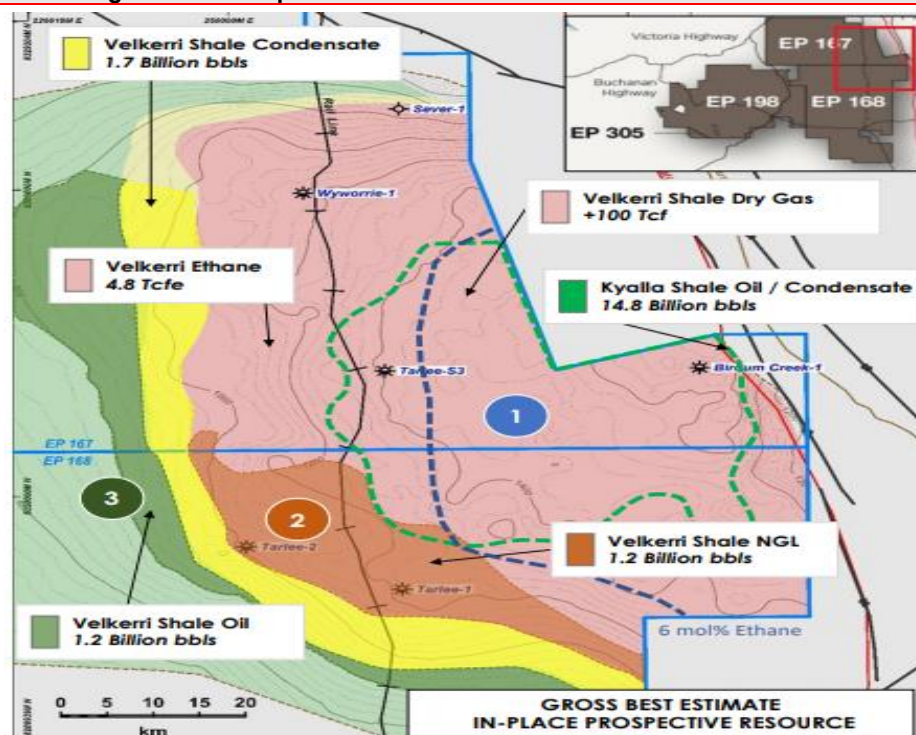 Velkerri Shale Condensate
1.7 Billion bbls
Victoria Highway
EP 167
Buchanan
Highway
EP 198
EP 168
EP 305
Rail Line
Sever-1
Wyworrie-1
Velkerri Shale Dry Gas
+100 Tcf
Velkerri Ethane
4.8 Tcfe
Kyalla Shale Oil / Condensate
14.8 Billion bbls
Tarlee-S3
Birdum Creek-1
1
EP 167
EP 168
3
2
1400
Tarlee-2
Velkerri Shale NGL
1.2 Billion bbls
Tarlee-1
Velkerri Shale Oil
1.2 Billion bbls
6 mol% Ethane
0 5 10 15 20
km
GROSS BEST ESTIMATE
IN-PLACE PROSPECTIVE RESOURCE